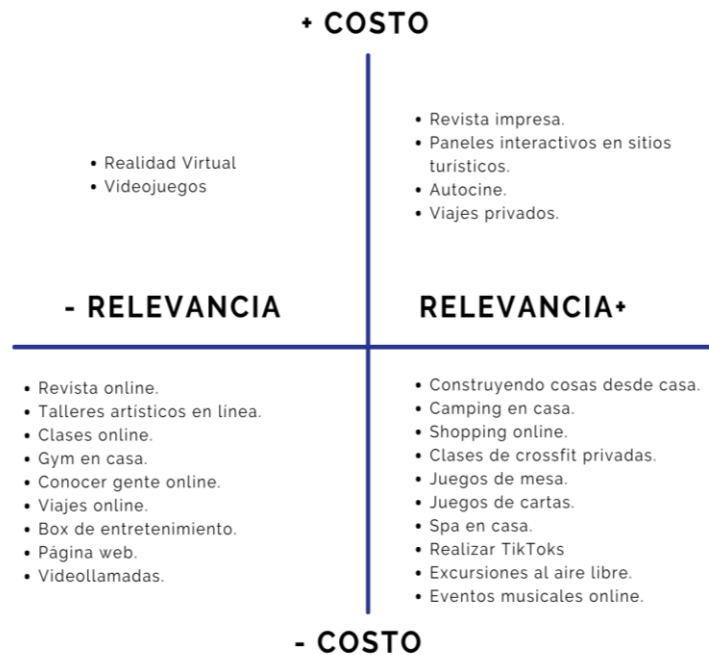 + COSTO
• Realidad Virtual
• Videojuegos
• Revista impresa.
• Paneles interactivos en sitios
turísticos.
• Autocine.
• Viajes privados.
- RELEVANCIA
RELEVANCIA+
• Revista online.
• Talleres artísticos en línea.
• Clases online.
• Gym en casa.
• Conocer gente online.
• Viajes online.
• Box de entretenimiento.
• Página web.
• Videollamadas.
• Construyendo cosas desde casa.
• Camping en casa.
• Shopping online.
• Clases de crossfit privadas.
• Juegos de mesa.
• Juegos de cartas.
• Spa en casa.
• Realizar TikToks
• Excursiones al aire libre.
• Eventos musicales online.
- COSTO